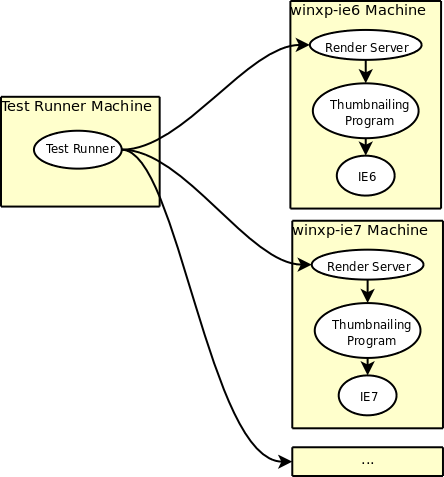 winxp-ie6 Machine
Render Server
Thumbnailing
Program
IE6
Test Runner Machine
Test Runner
winxp-ie7 Machine
Render Server
Thumbnailing
Program
IE7
...